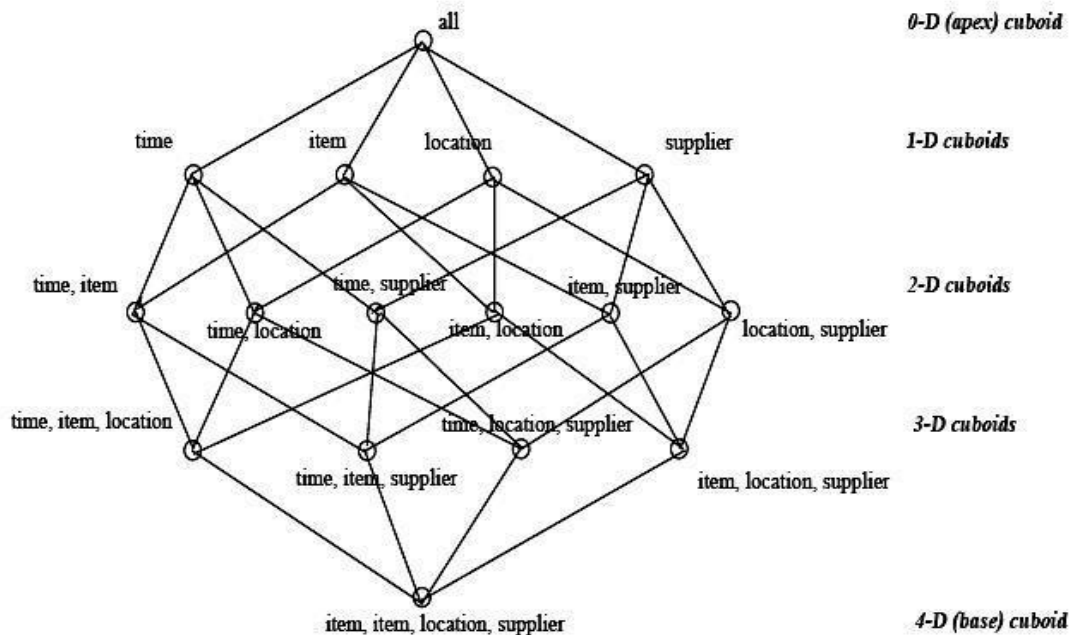 all
0-D (apex) cuboid
time
item
location
supplier
1-D cuboids
time, item
time, supplier
item, supplier
2-D cuboids
time, location
item, location
location, supplier
time, item, location
time, location, supplier
3-D cuboids
time, item, supplier
item, location, supplier
item, item, location, supplier
4-D (base) cuboid